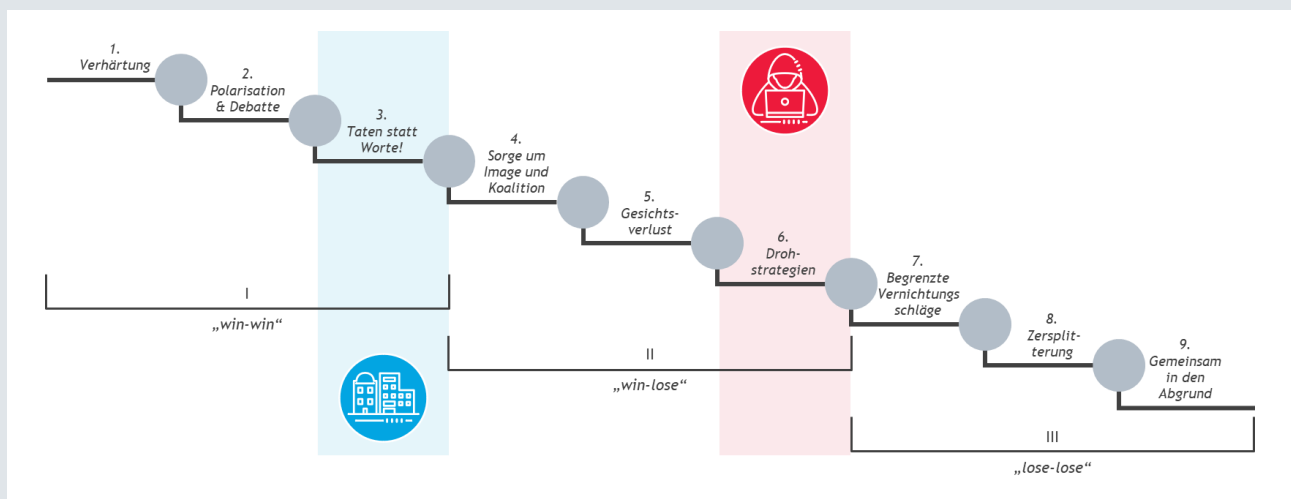 1.
Verhärtung
2.
Polarisation
& Debatte
3.
Taten statt
Worte!
4.
Sorge um
Image und
Koalition
5.
Gesichts-
verlust
6.
Droh-
strategien
7.
Begrenzte
Vernichtungs
schläge
8.
Zersplit-
terung
9.
Gemeinsam
in den
Abgrund
I
„win-win“
II
„win-lose“
III
„lose-lose“